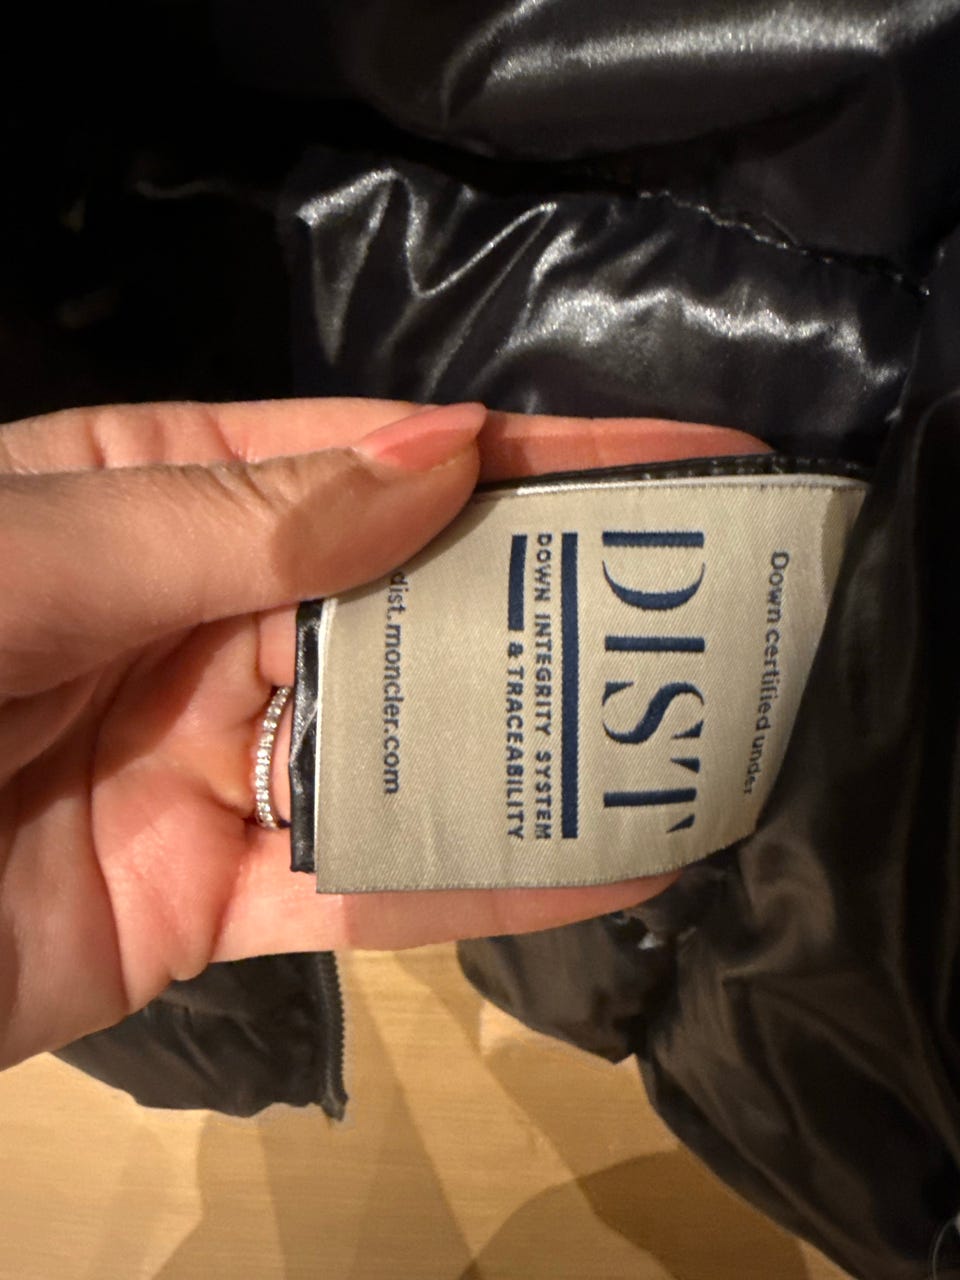 Down certified under
DIST
DOWN INTEGRITY SYSTEM
& TRACEABILITY
dist.moncler.com